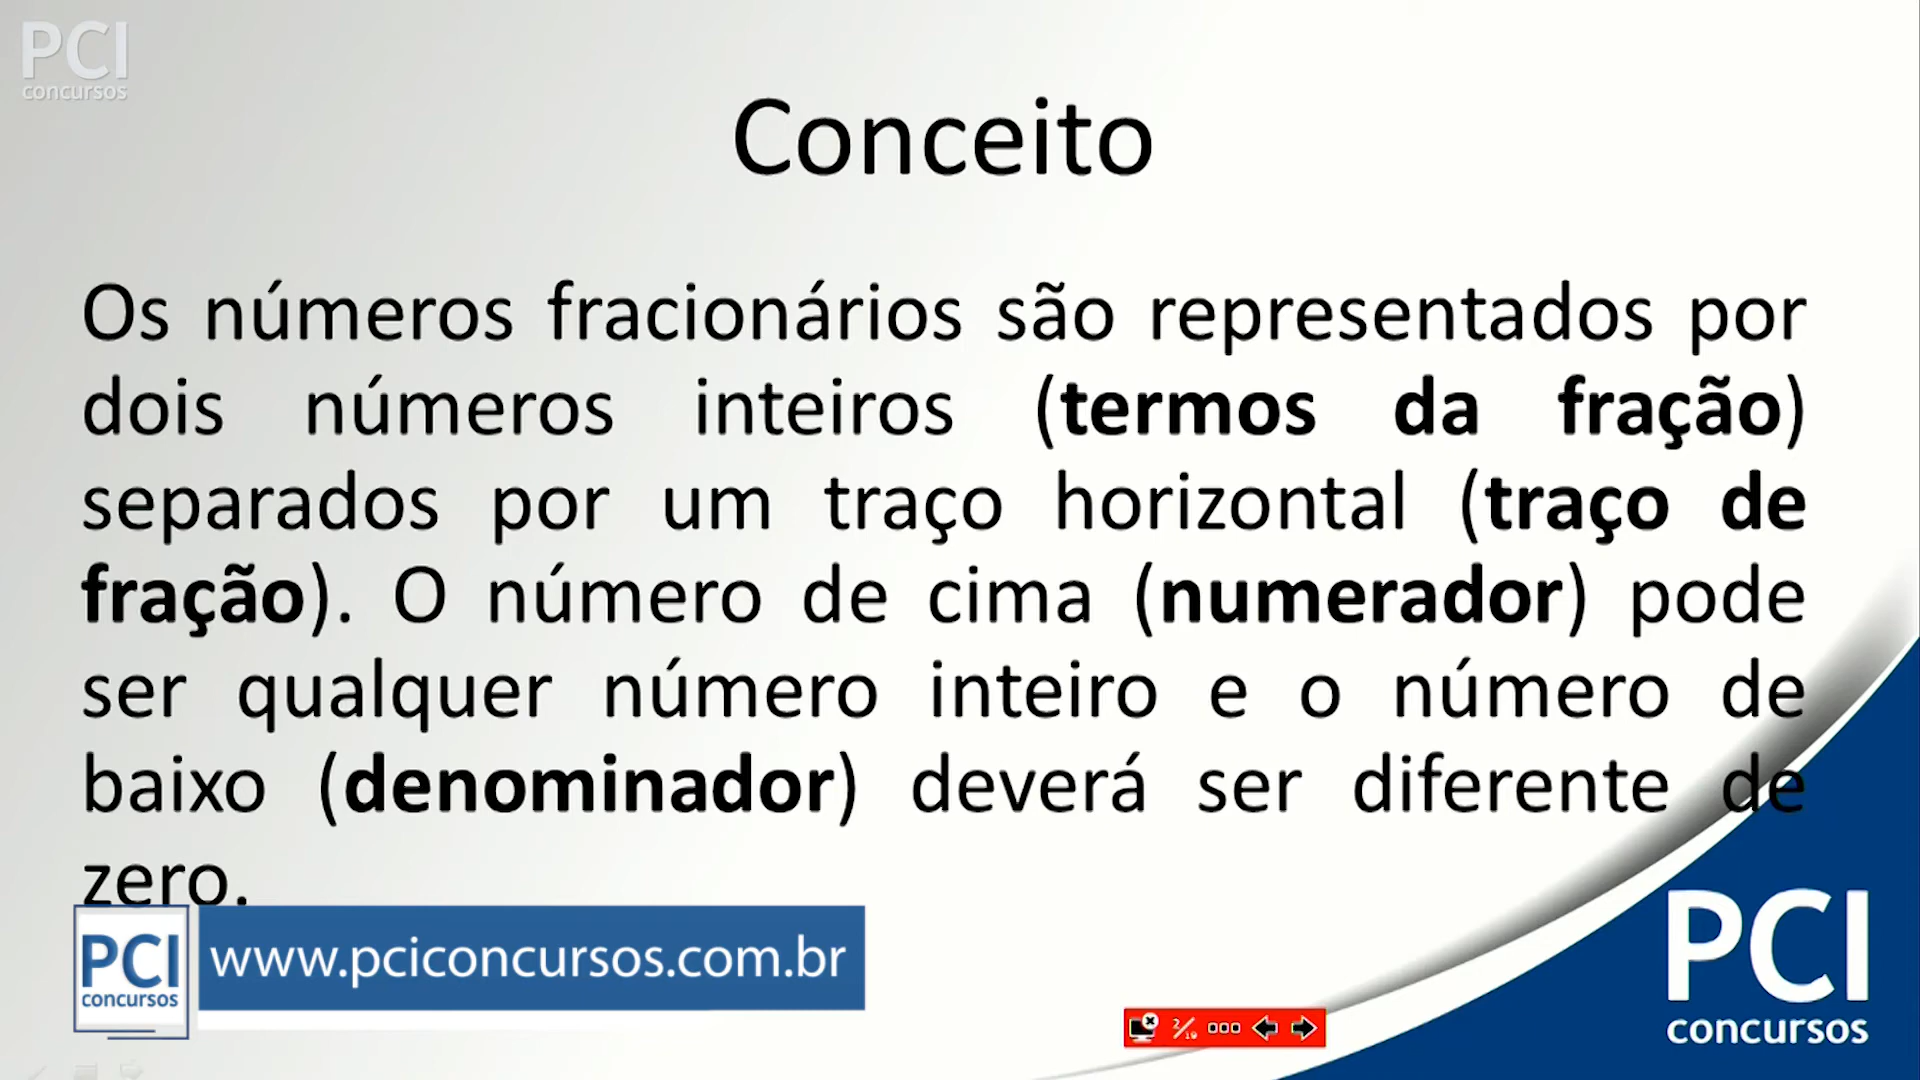 PCI
concursos
Conceito
Os números fracionários são representados por
dois números inteiros (termos da fração)
separados por um traço horizontal (traço de
fração). O número de cima (numerador) pode
ser qualquer número inteiro e o número de
baixo (denominador) deverá ser diferente de
zero.
PCI
concursos
www.pciconcursos.com.br
2/19
PCI
concursos